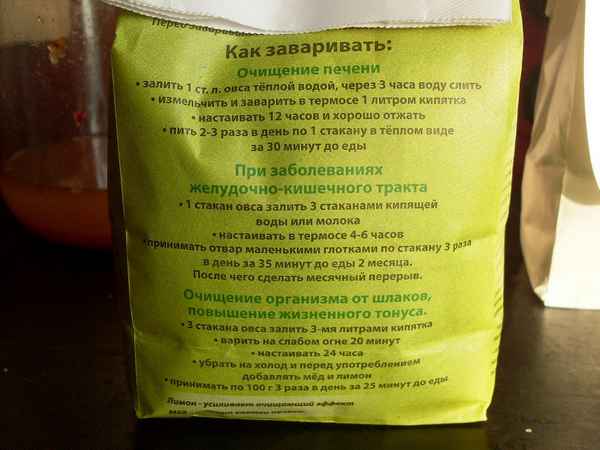 Перед заваривани
Как заваривать:
Очищение печени
• залить 1 ст. л. овса тёплой водой, через 3 часа воду слить
• измельчить и заварить в термосе 1 литром кипятка
• настаивать 12 часов и хорошо отжать
• пить 2-3 раза в день по 1 стакану в тёплом виде
за 30 минут до еды
При заболеваниях
желудочно-кишечного тракта
• 1 стакан овса залить 3 стаканами кипящей
воды или молока
• настаивать в термосе 4-6 часов
•принимать отвар маленькими глотками по стакану 3 раза
в день за 35 минут до еды 2 месяца.
После чего сделать месячный перерыв.
Очищение организма от шлаков,
повышение жизненного тонуса.
• 3 стакана овса залить 3-мя литрами кипятка
• варить на слабом огне 20 минут
• настаивать 24 часа
• убрать на холод и перед употреблением
добавлять мёд и лимон
• принимать по 100 г 3 раза в день за 25 минут до еды
Лимон - усиливает очищающий эффект